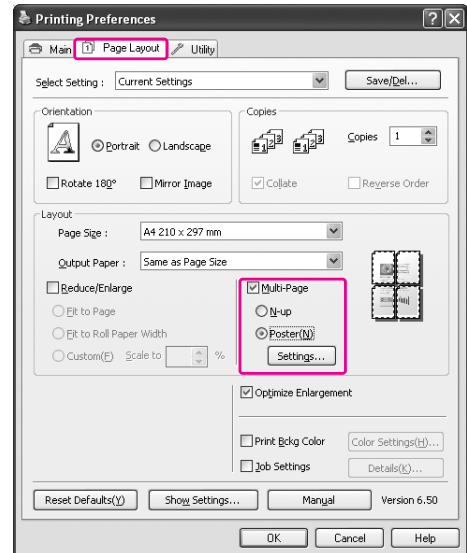 Printing Preferences
Main Page Layout Utility
Select Setting : Current Settings Save/Del...
Orientation
Portrait Landscape
Rotate 180° Mirror Image
Copies
Copies 1
Collate Reverse Order
Layout
Page Size : A4 210 x 297 mm
Output Paper : Same as Page Size
Reduce/Enlarge
Fit to Page
Fit to Roll Paper Width
Custom(F) Scale to %
Multi-Page
N-up
Poster(N)
Settings...
Optimize Enlargement
Print Bckg Color Color Settings(H)...
Job Settings Details(K)...
Reset Defaults(Y) Show Settings... Manual Version 6.50
OK Cancel Help